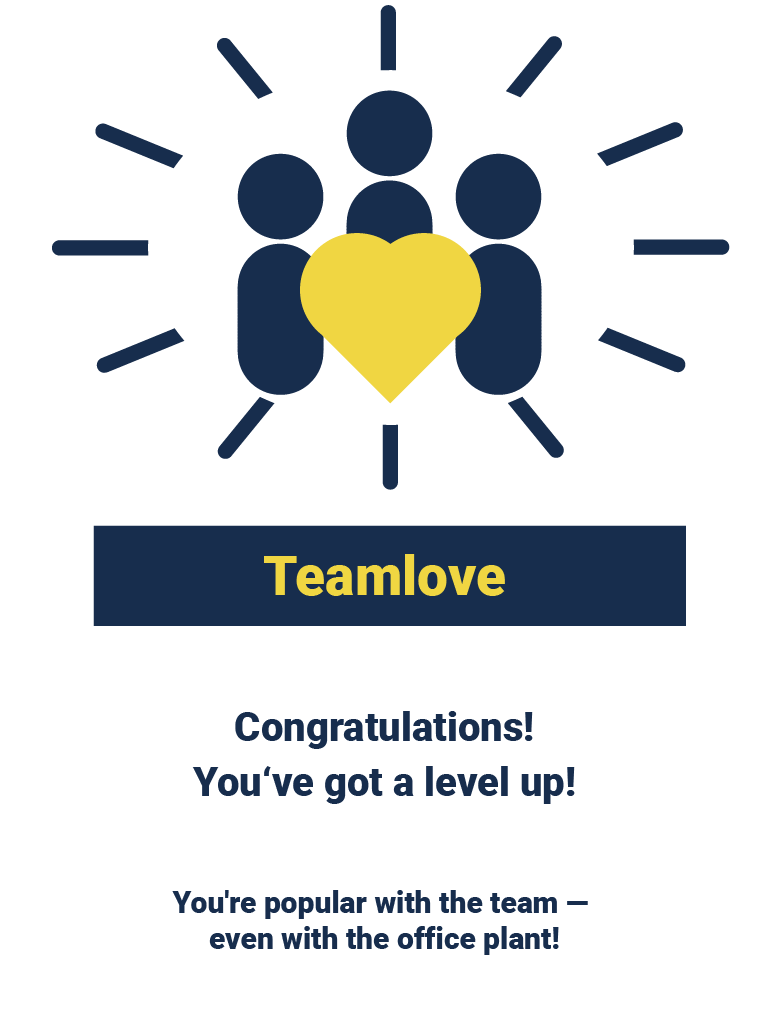 Teamlove
Congratulations!
You‘ve got a level up!
You're popular with the team —
even with the office plant!